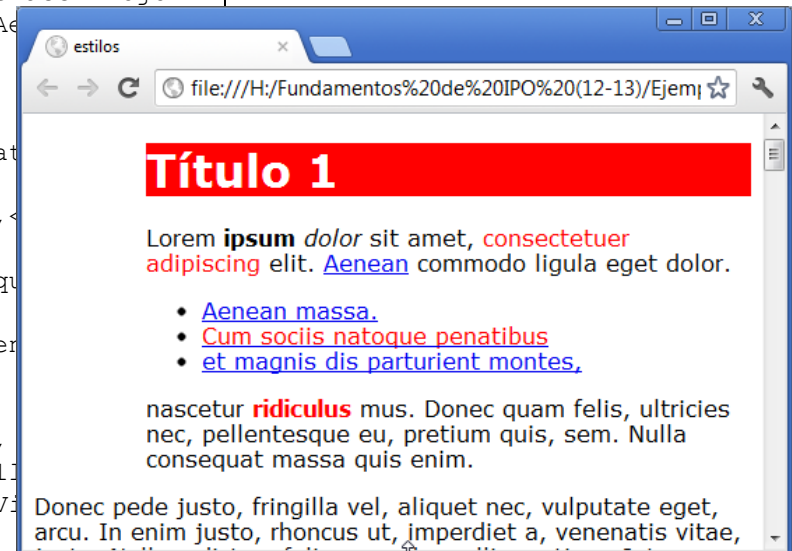 estilos
file:///H:/Fundamentos%20de%20IPO%20(12-13)/Ejem
Título 1
Lorem ipsum dolor sit amet, consectetuer
adipiscing elit. Aenean commodo ligula eget dolor.
Aenean massa.
Cum sociis natoque penatibus
et magnis dis parturient montes,
nascetur ridiculus mus. Donec quam felis, ultricies
nec, pellentesque eu, pretium quis, sem. Nulla
consequat massa quis enim.
Donec pede justo, fringilla vel, aliquet nec, vulputate eget,
arcu. In enim justo, rhoncus ut, imperdiet a, venenatis vitae,